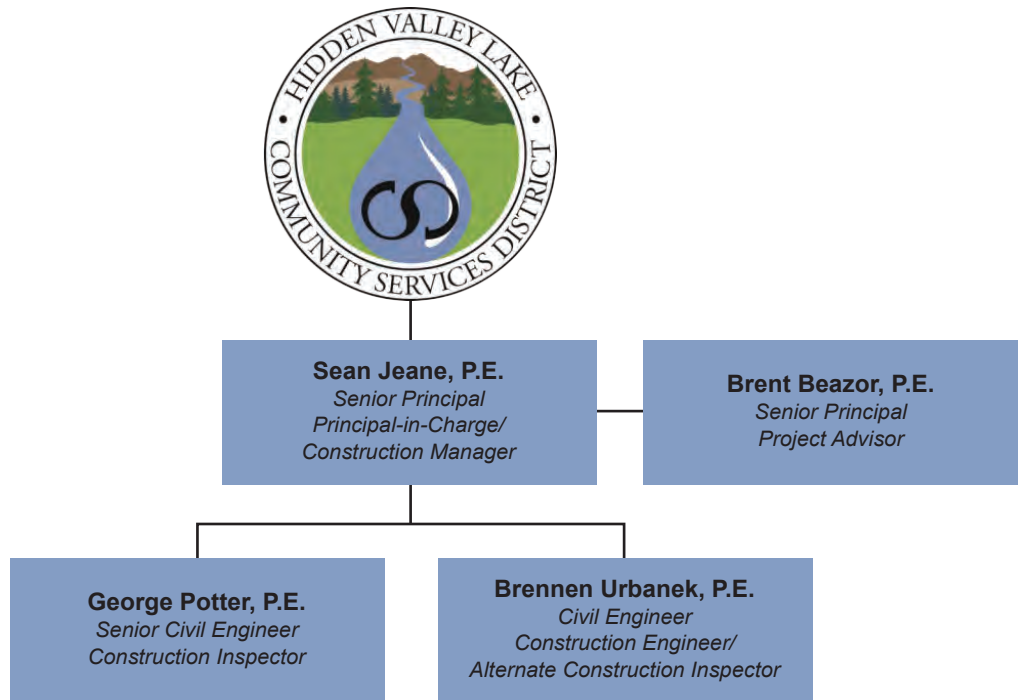 HIDDEN VALLEY LAKE
COMMUNITY SERVICES DISTRICT
CSD
Sean Jeane, P.E.
Senior Principal
Principal-in-Charge/
Construction Manager
Brent Beazor, P.E.
Senior Principal
Project Advisor
George Potter, P.E.
Senior Civil Engineer
Construction Inspector
Brennen Urbanek, P.E.
Civil Engineer
Construction Engineer/
Alternate Construction Inspector